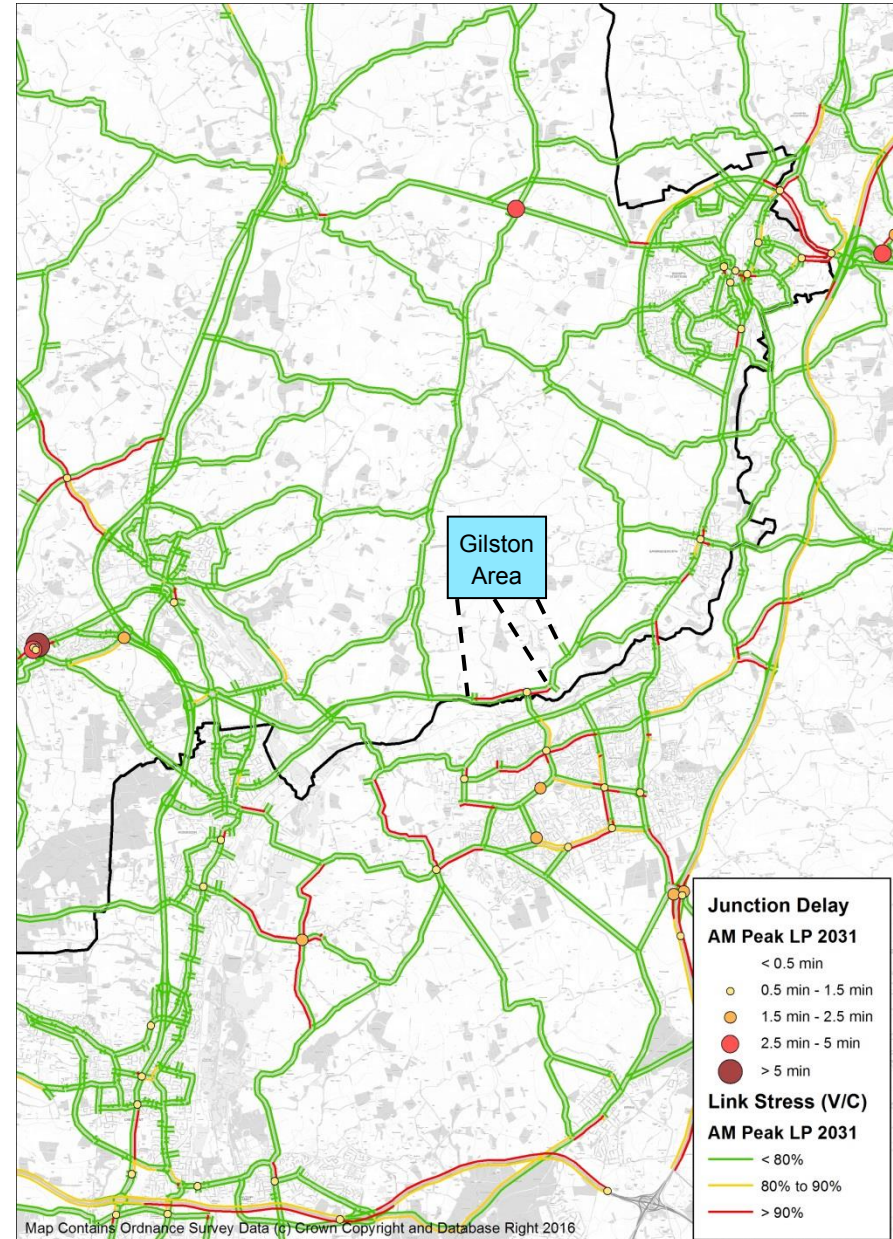 Gilston
Area
Junction Delay
AM Peak LP 2031
< 0.5 min
0.5 min - 1.5 min
1.5 min - 2.5 min
2.5 min - 5 min
> 5 min
Link Stress (V/C)
AM Peak LP 2031
< 80%
80% to 90%
> 90%
Map Contains Ordnance Survey Data (c) Crown Copyright and Database Right 2016